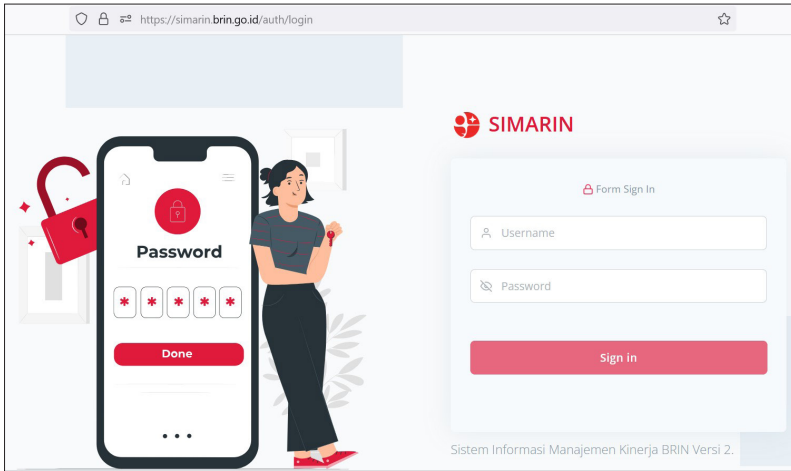 https://simarin.brin.go.id/auth/login
SIMARIN
Form Sign In
Username
Password
Sign in
Sistem Informasi Manajemen Kinerja BRIN Versi 2.
Password
* * * * *
Done